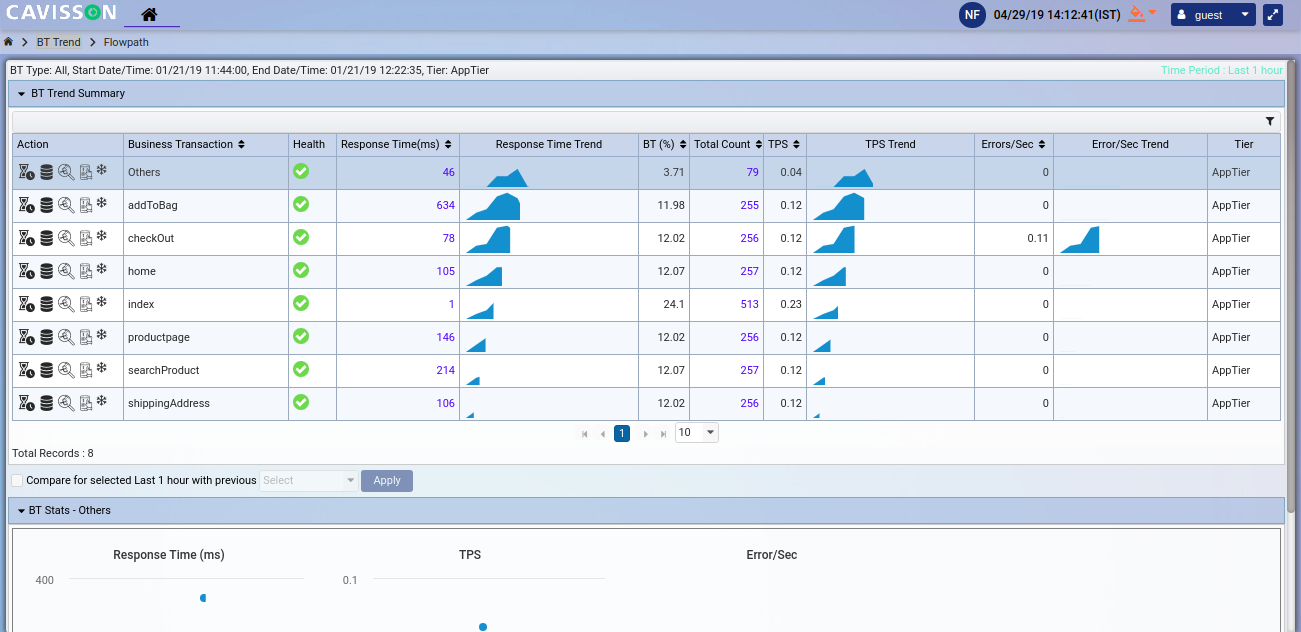 CAVISSON
NF 04/29/19 14:12:41(IST) guest
BT Trend Flowpath
BT Type: All, Start Date/Time: 01/21/19 11:44:00, End Date/Time: 01/21/19 12:22:35, Tier: AppTier Time Period : Last 1 hour
BT Trend Summary
Action Business Transaction Health Response Time(ms) Response Time Trend BT (%) Total Count TPS TPS Trend Errors/Sec Error/Sec Trend Tier
Others 46 3.71 79 0.04 0 AppTier
addToBag 634 11.98 255 0.12 0 AppTier
checkOut 78 12.02 256 0.12 0.11 AppTier
home 105 12.07 257 0.12 0 AppTier
index 1 24.1 513 0.23 0 AppTier
productpage 146 12.02 256 0.12 0 AppTier
searchProduct 214 12.07 257 0.12 0 AppTier
shippingAddress 106 12.02 256 0.12 0 AppTier
1 10
Total Records : 8
Compare for selected Last 1 hour with previous Select Apply
BT Stats - Others
Response Time (ms) TPS Error/Sec
400 0.1